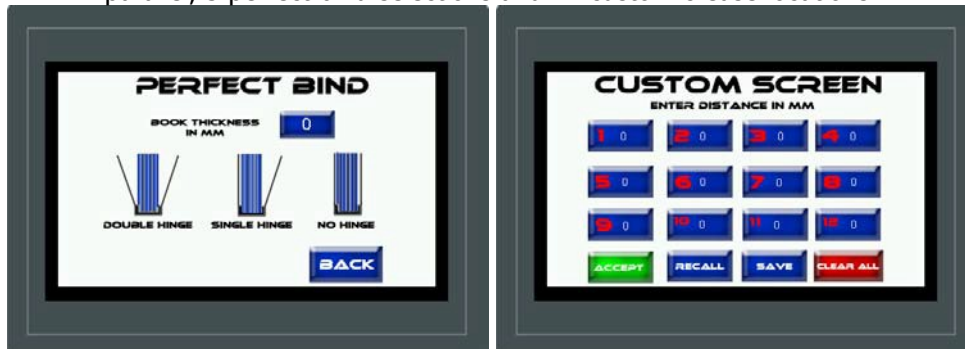 PERFECT BIND
BOOK THICKNESS
IN MM
0
DOUBLE HINGE SINGLE HINGE NO HINGE
BACK
CUSTOM SCREEN
ENTER DISTANCE IN MM
1 0 2 0 3 0 4 0
5 0 6 0 7 0 8 0
9 0 10 0 11 0 12 0
ACCEPT RECALL SAVE CLEAR ALL